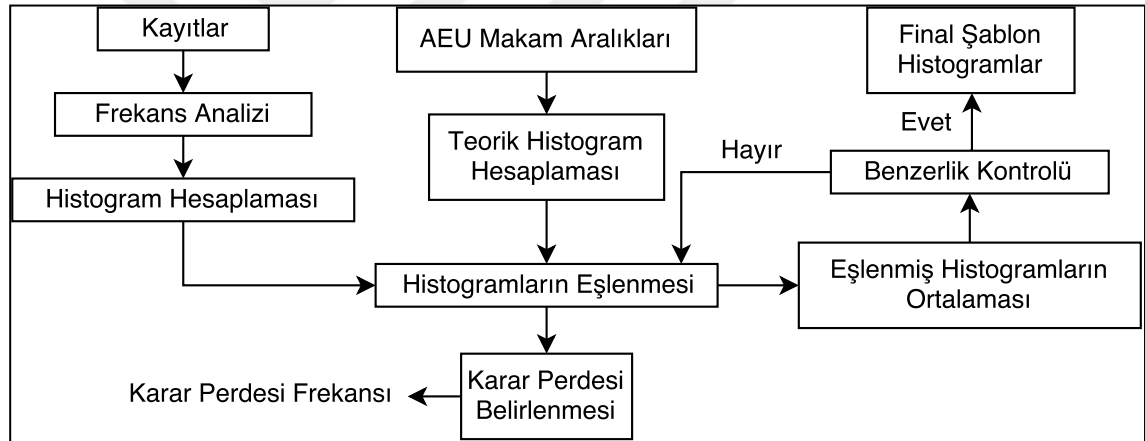 Kayıtlar
Frekans Analizi
Histogram Hesaplaması
AEU Makam Aralıkları
Teorik Histogram
Hesaplaması
Histogramların Eşlenmesi
Karar Perdesi
Belirlenmesi
Karar Perdesi Frekansı
Eşlenmiş Histogramların
Ortalaması
Benzerlik Kontrolü
Hayır
Evet
Final Şablon
Histogramlar